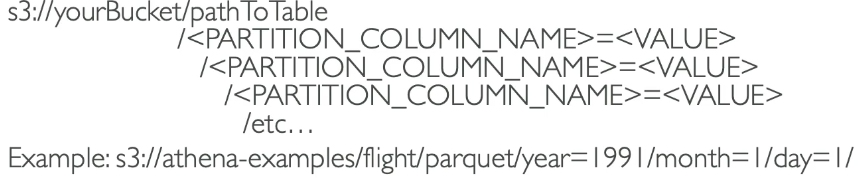 s3://yourBucket/pathToTable
/<PARTITION_COLUMN_NAME>=<VALUE>
/<PARTITION_COLUMN_NAME>=<VALUE>
/<PARTITION_COLUMN_NAME>=<VALUE>
/etc…
Example: s3://athena-examples/flight/parquet/year=1991/month=1/day=1/